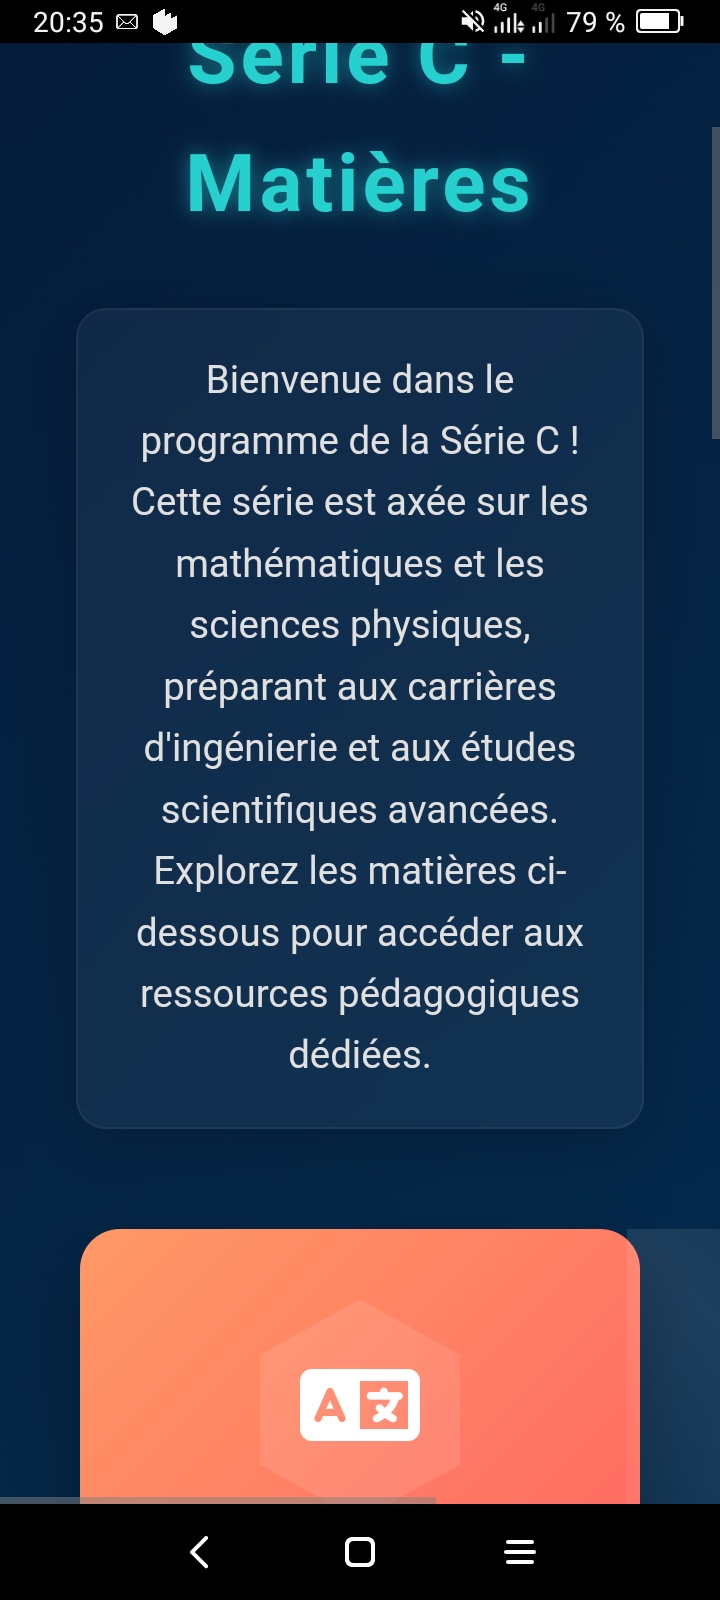 20:35
4G 4G 79 %
Série C -
Matières
Bienvenue dans le
programme de la Série C !
Cette série est axée sur les
mathématiques et les
sciences physiques,
préparant aux carrières
d'ingénierie et aux études
scientifiques avancées.
Explorez les matières ci-
dessous pour accéder aux
ressources pédagogiques
dédiées.
A 文